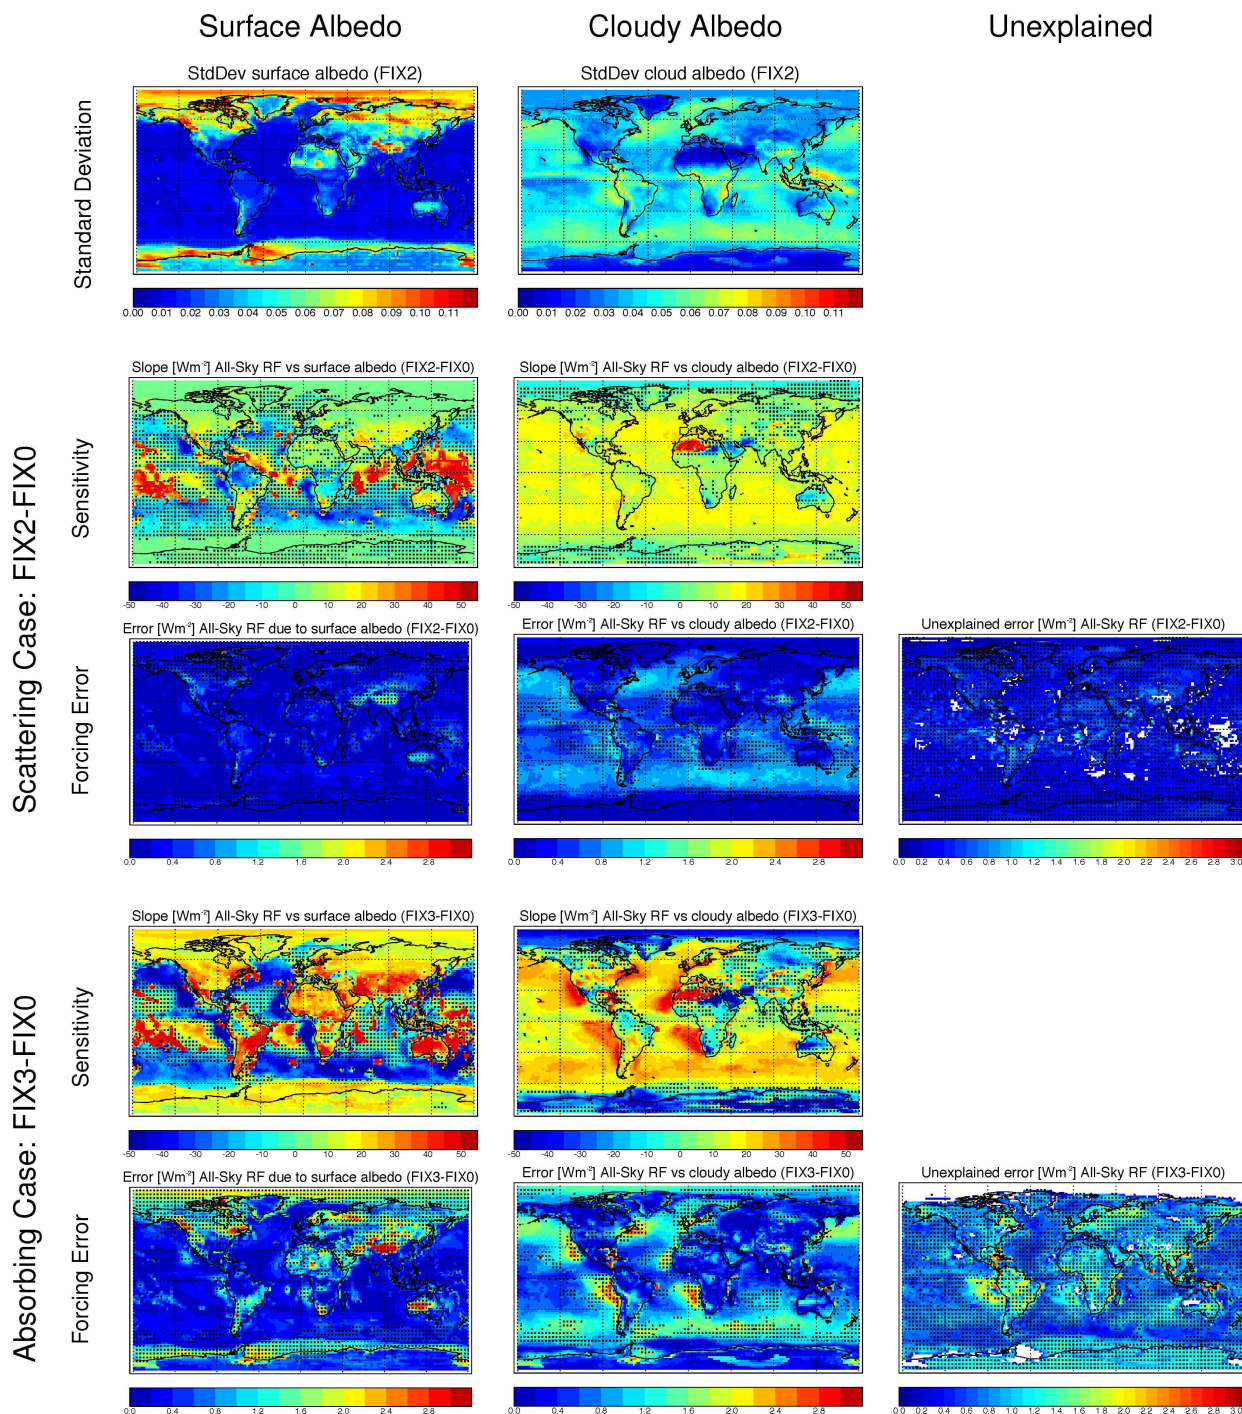 Surface Albedo
Cloudy Albedo
Unexplained
StdDev surface albedo (FIX2)
StdDev cloud albedo (FIX2)
Standard Deviation
0.00 0.01 0.02 0.03 0.04 0.05 0.06 0.07 0.08 0.09 0.10 0.11
0.00 0.01 0.02 0.03 0.04 0.05 0.06 0.07 0.08 0.09 0.10 0.11
Scattering Case: FIX2-FIX0
Slope [Wm⁻²] All-Sky RF vs surface albedo (FIX2-FIX0)
Slope [Wm⁻²] All-Sky RF vs cloudy albedo (FIX2-FIX0)
Sensitivity
-50 -40 -30 -20 -10 0 10 20 30 40 50
-50 -40 -30 -20 -10 0 10 20 30 40 50
Error [Wm⁻²] All-Sky RF due to surface albedo (FIX2-FIX0)
Error [Wm⁻²] All-Sky RF vs cloudy albedo (FIX2-FIX0)
Unexplained error [Wm⁻²] All-Sky RF (FIX2-FIX0)
Forcing Error
0.0 0.4 0.8 1.2 1.6 2.0 2.4 2.8
0.0 0.4 0.8 1.2 1.6 2.0 2.4 2.8
0.0 0.2 0.4 0.6 0.8 1.0 1.2 1.4 1.6 1.8 2.0 2.2 2.4 2.6 2.8 3.0
Absorbing Case: FIX3-FIX0
Slope [Wm⁻²] All-Sky RF vs surface albedo (FIX3-FIX0)
Slope [Wm⁻²] All-Sky RF vs cloudy albedo (FIX3-FIX0)
Sensitivity
-50 -40 -30 -20 -10 0 10 20 30 40 50
-50 -40 -30 -20 -10 0 10 20 30 40 50
Error [Wm⁻²] All-Sky RF due to surface albedo (FIX3-FIX0)
Error [Wm⁻²] All-Sky RF vs cloudy albedo (FIX3-FIX0)
Unexplained error [Wm⁻²] All-Sky RF (FIX3-FIX0)
Forcing Error
0.0 0.4 0.8 1.2 1.6 2.0 2.4 2.8
0.0 0.4 0.8 1.2 1.6 2.0 2.4 2.8
0.0 0.2 0.4 0.6 0.8 1.0 1.2 1.4 1.6 1.8 2.0 2.2 2.4 2.6 2.8 3.0